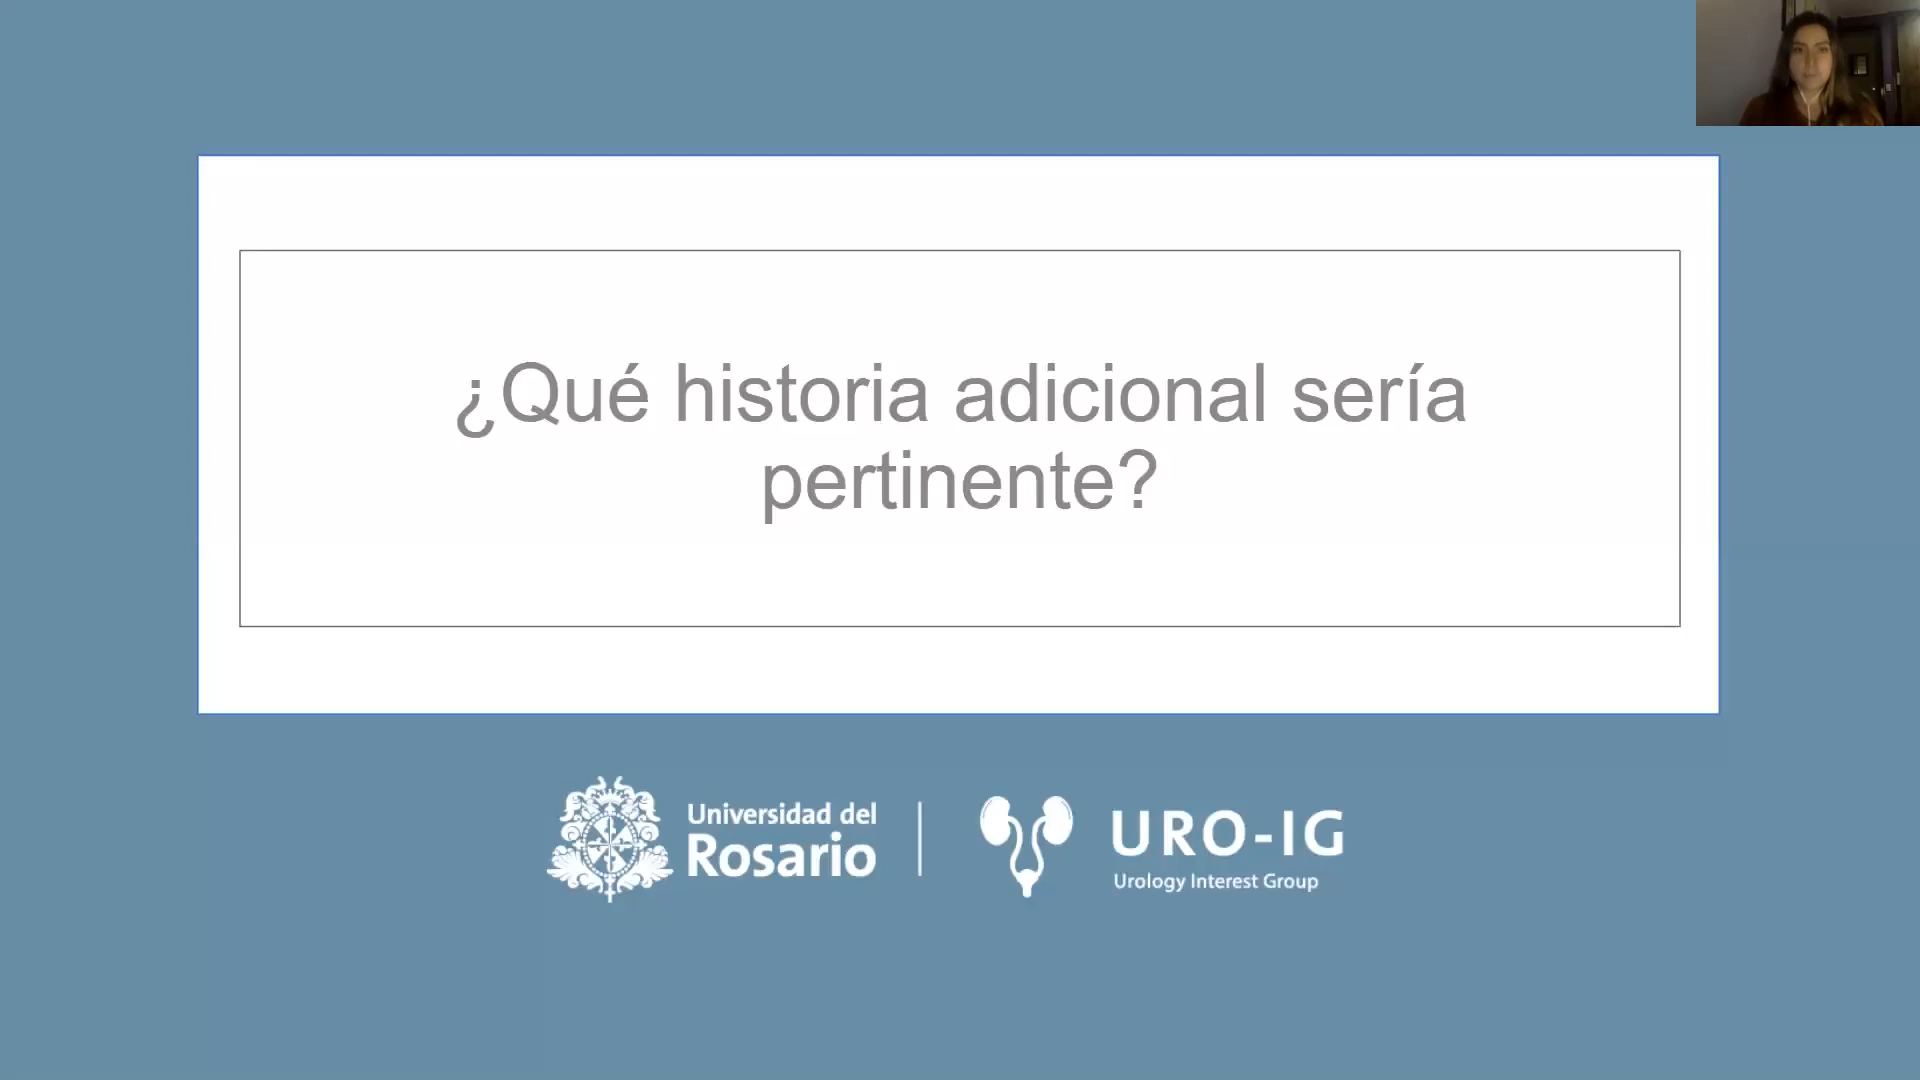 ¿Qué historia adicional sería
pertinente?
Universidad del
Rosario
URO-IG
Urology Interest Group